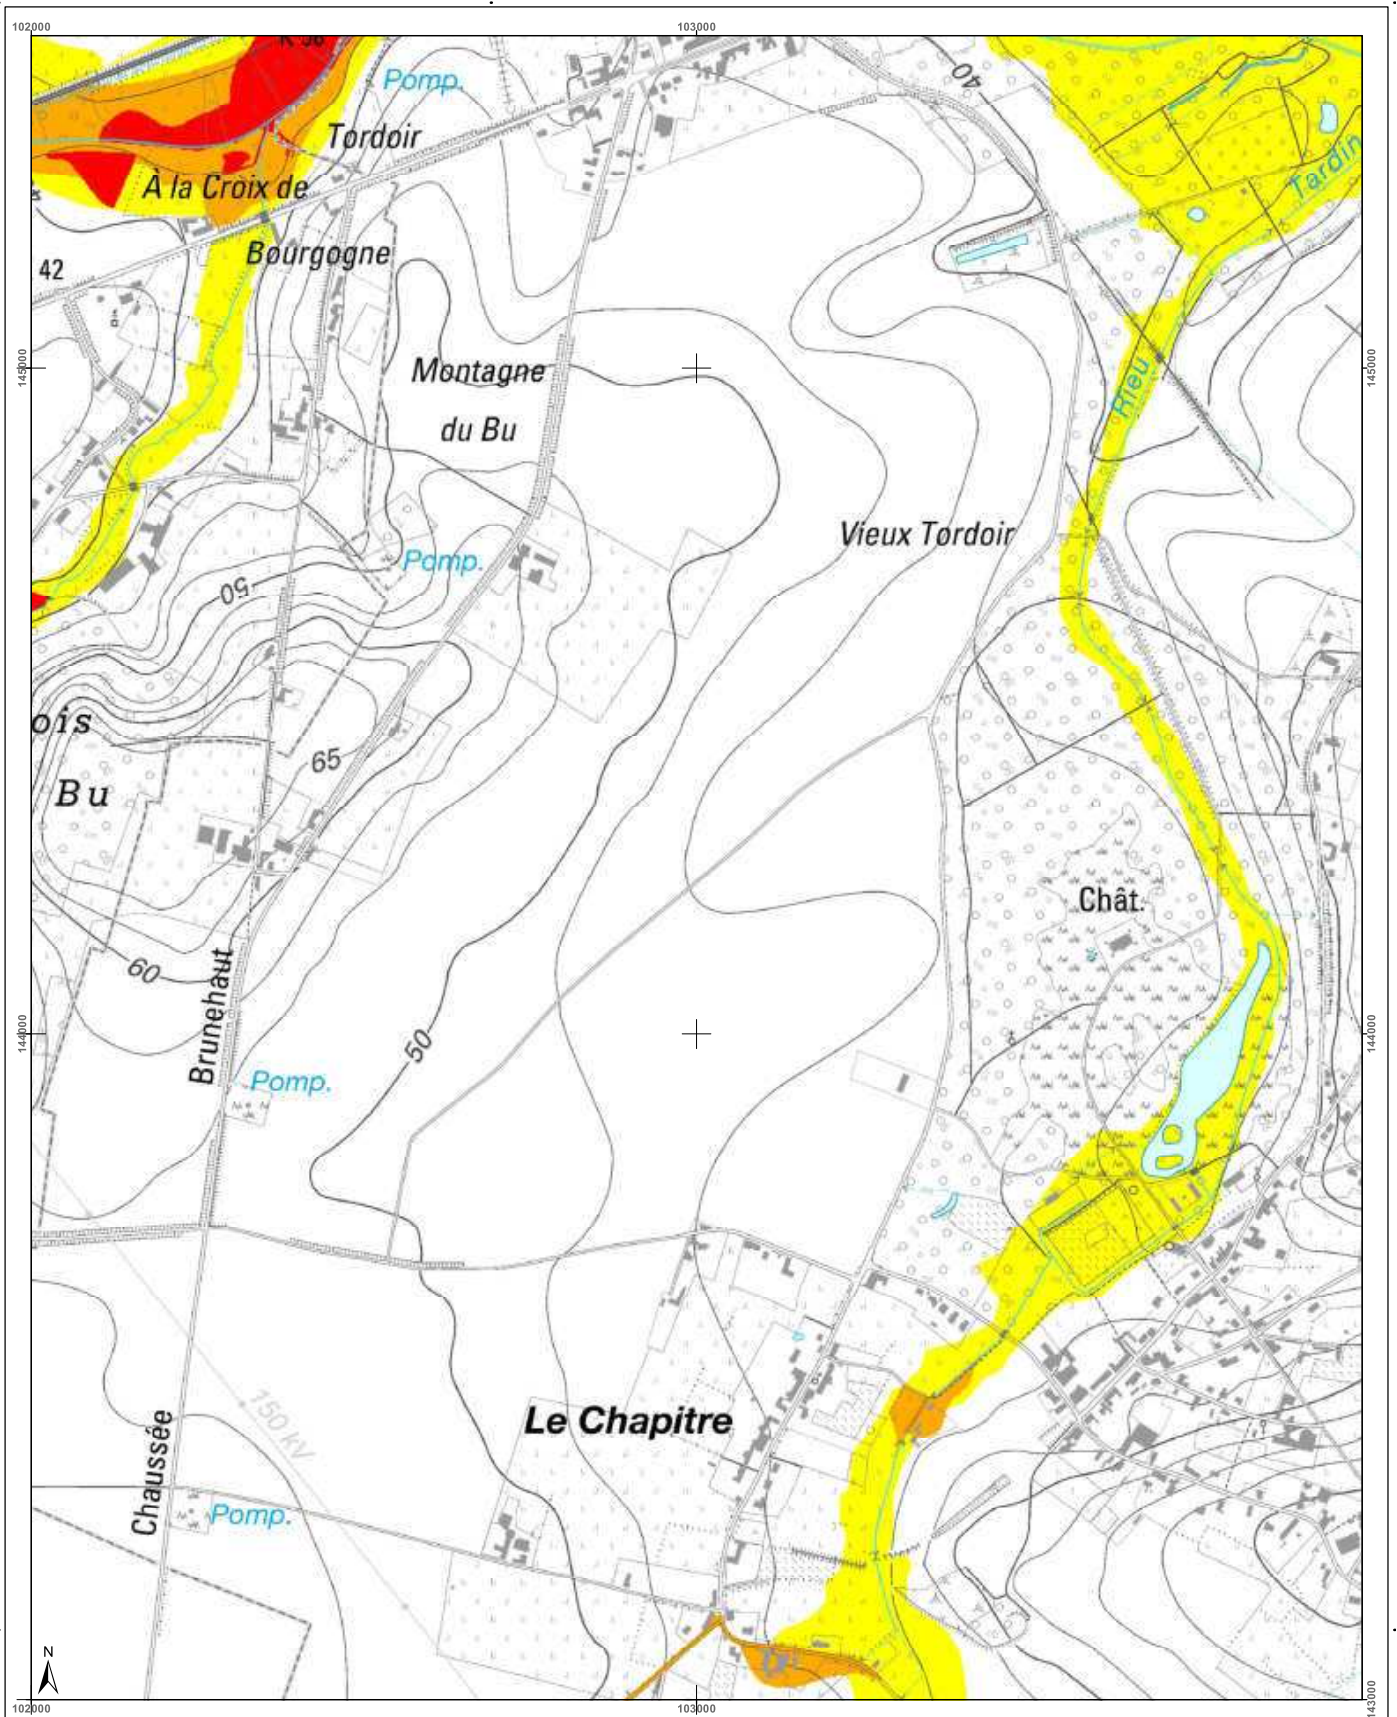 102000
103000
Pomp.
40
Tordoir
À la Croix de
Tardin
Bourgogne
42
145000
145000
Montagne
du Bu
Rieu
Vieux Tordoir
Pomp.
50
ois
65
Bu
Chât.
60
Brunehaut
144000
144000
50
Pomp.
150 kV
Le Chapitre
Chaussée
Pomp.
N
102000
103000
143000